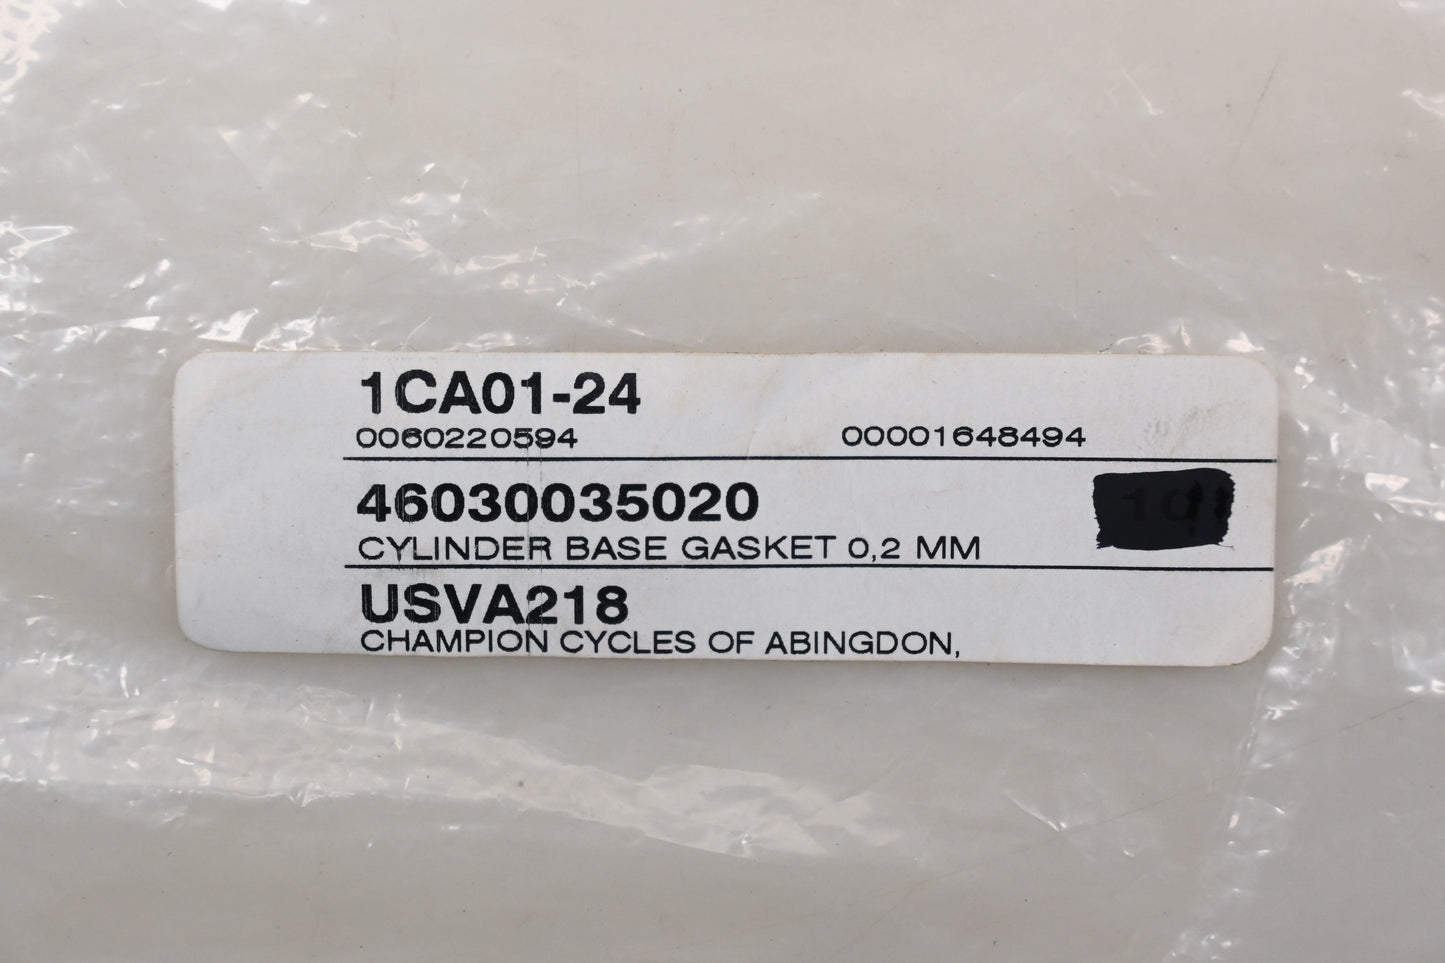 1CA01-24
0060220594 00001648494
46030035020
CYLINDER BASE GASKET 0,2 MM
USVA218
CHAMPION CYCLES OF ABINGDON,